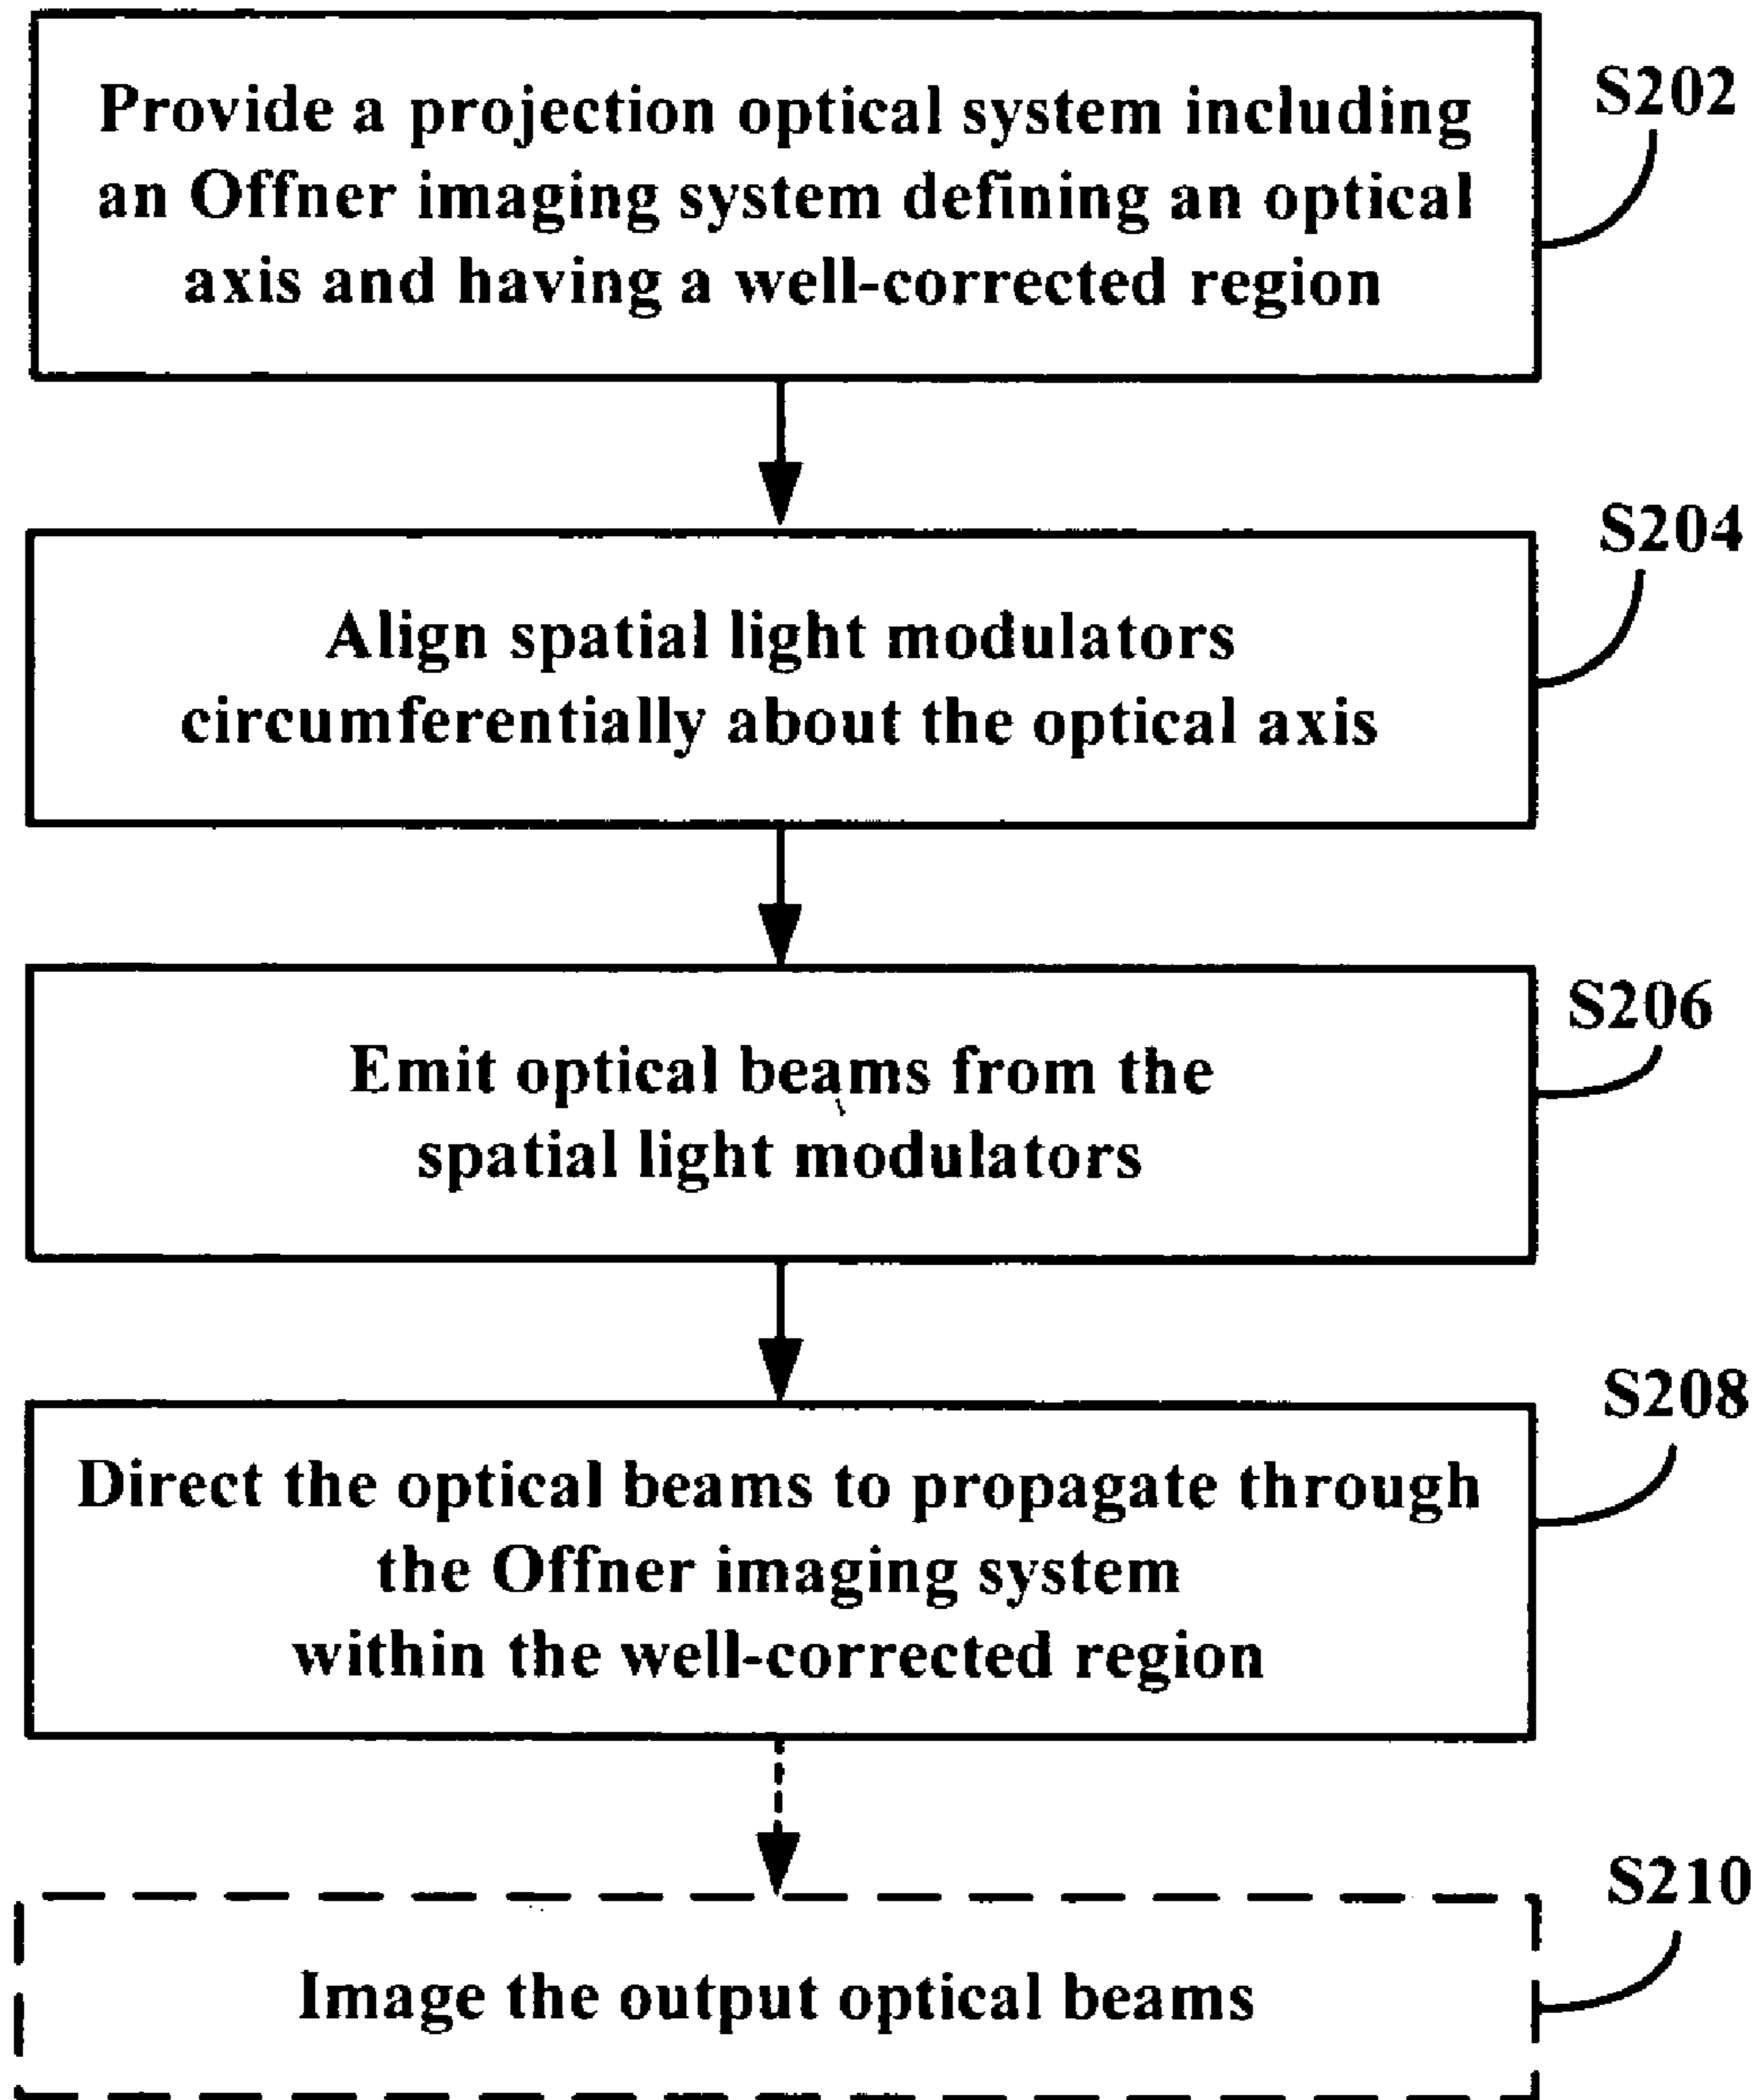 Provide a projection optical system including
an Offner imaging system defining an optical
axis and having a well-corrected region
S202
Align spatial light modulators
circumferentially about the optical axis
S204
Emit optical beams from the
spatial light modulators
S206
Direct the optical beams to propagate through
the Offner imaging system
within the well-corrected region
S208
Image the output optical beams
S210